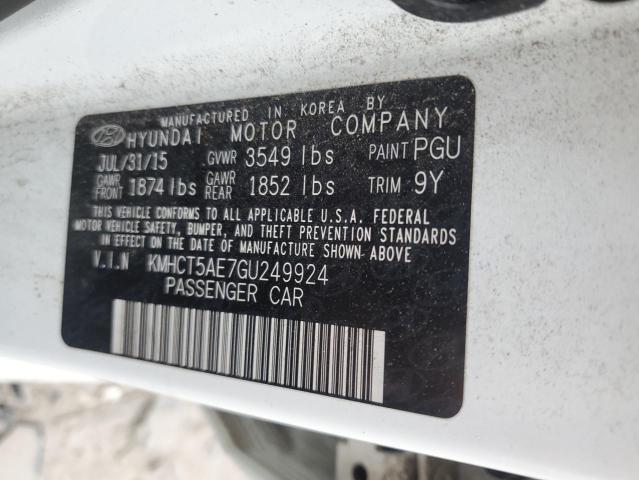 MANUFACTURED IN KOREA BY
HYUNDAI MOTOR COMPANY
JUL/31/15 GVWR 3549 lbs PAINT PGU
GAWR FRONT 1874 lbs GAWR REAR 1852 lbs TRIM 9Y
THIS VEHICLE CONFORMS TO ALL APPLICABLE U.S.A. FEDERAL
MOTOR VEHICLE SAFETY, BUMPER, AND THEFT PREVENTION STANDARDS
IN EFFECT ON THE DATE OF MANUFACTURE SHOWN ABOVE
V.I.N KMHCT5AE7GU249924
PASSENGER CAR